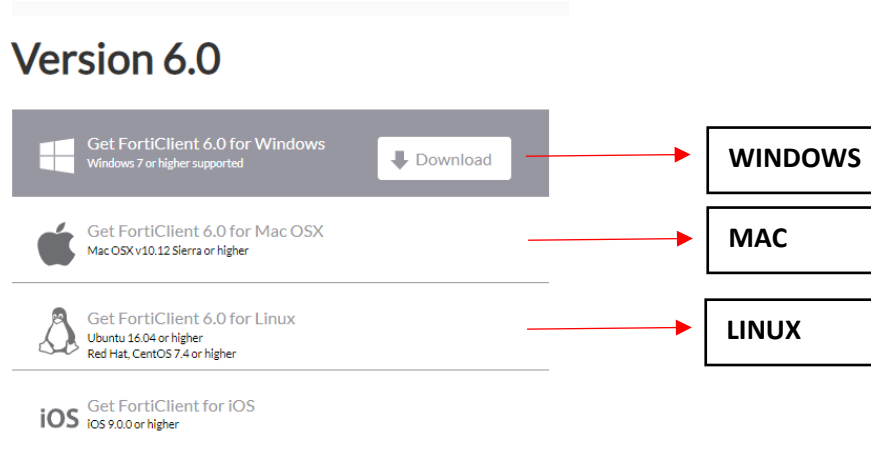 Version 6.0
Get FortiClient 6.0 for Windows
Windows 7 or higher supported
Download
WINDOWS
Get FortiClient 6.0 for Mac OSX
Mac OSX v10.12 Sierra or higher
MAC
Get FortiClient 6.0 for Linux
Ubuntu 16.04 or higher
Red Hat, CentOS 7.4 or higher
LINUX
iOS
Get FortiClient for iOS
iOS 9.0.0 or higher